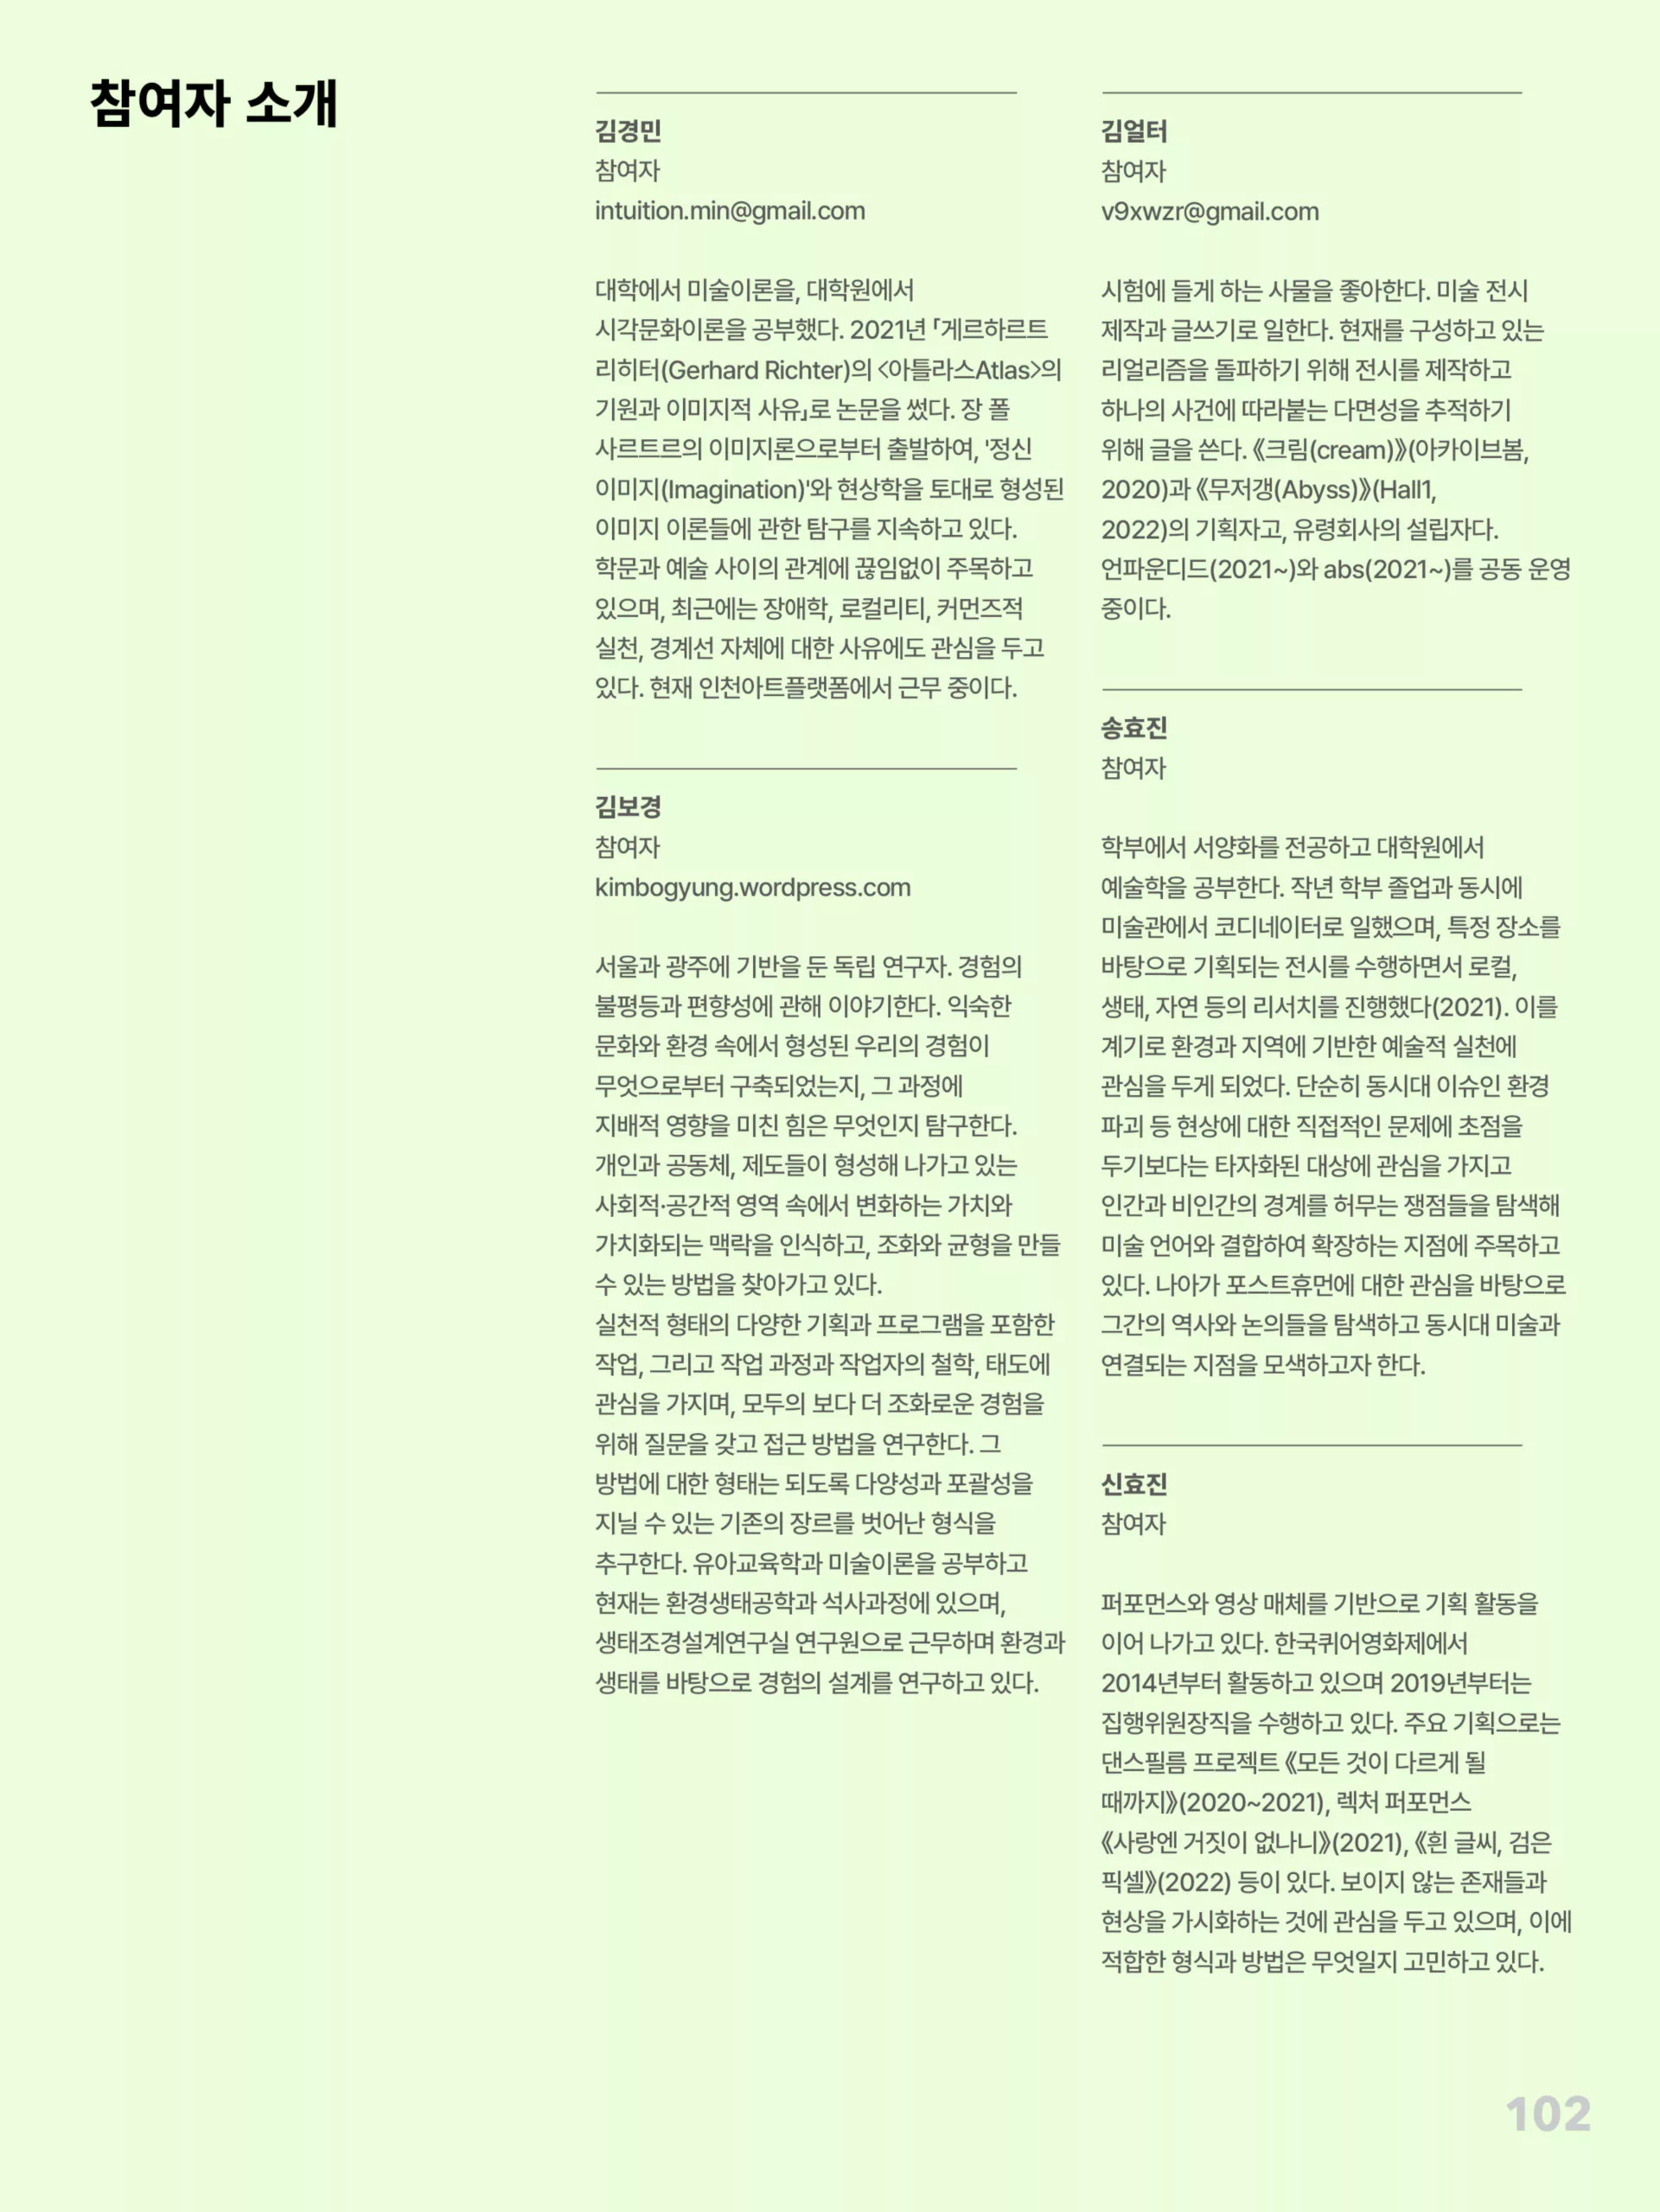 참여자 소개
김경민
참여자
intuition.min@gmail.com
대학에서 미술이론을, 대학원에서
시각문화이론을 공부했다. 2021년 「게르하르트
리히터(Gerhard Richter)의 <아틀라스Atlas>의
기원과 이미지적 사유」로 논문을 썼다. 장 폴
사르트르의 이미지론으로부터 출발하여, '정신
이미지(Imagination)'와 현상학을 토대로 형성된
이미지 이론들에 관한 탐구를 지속하고 있다.
학문과 예술 사이의 관계에 끊임없이 주목하고
있으며, 최근에는 장애학, 로컬리티, 커먼즈적
실천, 경계선 자체에 대한 사유에도 관심을 두고
있다. 현재 인천아트플랫폼에서 근무 중이다.
김보경
참여자
kimbogyung.wordpress.com
서울과 광주에 기반을 둔 독립 연구자. 경험의
불평등과 편향성에 관해 이야기한다. 익숙한
문화와 환경 속에서 형성된 우리의 경험이
무엇으로부터 구축되었는지, 그 과정에
지배적 영향을 미친 힘은 무엇인지 탐구한다.
개인과 공동체, 제도들이 형성해 나가고 있는
사회적·공간적 영역 속에서 변화하는 가치와
가치화되는 맥락을 인식하고, 조화와 균형을 만들
수 있는 방법을 찾아가고 있다.
실천적 형태의 다양한 기획과 프로그램을 포함한
작업, 그리고 작업 과정과 작업자의 철학, 태도에
관심을 가지며, 모두의 보다 더 조화로운 경험을
위해 질문을 갖고 접근 방법을 연구한다. 그
방법에 대한 형태는 되도록 다양성과 포괄성을
지닐 수 있는 기존의 장르를 벗어난 형식을
추구한다. 유아교육학과 미술이론을 공부하고
현재는 환경생태공학과 석사과정에 있으며,
생태조경설계연구실 연구원으로 근무하며 환경과
생태를 바탕으로 경험의 설계를 연구하고 있다.
김얼터
참여자
v9xwzr@gmail.com
시험에 들게 하는 사물을 좋아한다. 미술 전시
제작과 글쓰기로 일한다. 현재를 구성하고 있는
리얼리즘을 돌파하기 위해 전시를 제작하고
하나의 사건에 따라붙는 다면성을 추적하기
위해 글을 쓴다. 《크림(cream)》(아카이브봄,
2020)과 《무저갱(Abyss)》(Hall1,
2022)의 기획자고, 유령회사의 설립자다.
언파운디드(2021~)와 abs(2021~)를 공동 운영
중이다.
송효진
참여자
학부에서 서양화를 전공하고 대학원에서
예술학을 공부한다. 작년 학부 졸업과 동시에
미술관에서 코디네이터로 일했으며, 특정 장소를
바탕으로 기획되는 전시를 수행하면서 로컬,
생태, 자연 등의 리서치를 진행했다(2021). 이를
계기로 환경과 지역에 기반한 예술적 실천에
관심을 두게 되었다. 단순히 동시대 이슈인 환경
파괴 등 현상에 대한 직접적인 문제에 초점을
두기보다는 타자화된 대상에 관심을 가지고
인간과 비인간의 경계를 허무는 쟁점들을 탐색해
미술 언어와 결합하여 확장하는 지점에 주목하고
있다. 나아가 포스트휴먼에 대한 관심을 바탕으로
그간의 역사와 논의들을 탐색하고 동시대 미술과
연결되는 지점을 모색하고자 한다.
신효진
참여자
퍼포먼스와 영상 매체를 기반으로 기획 활동을
이어 나가고 있다. 한국퀴어영화제에서
2014년부터 활동하고 있으며 2019년부터는
집행위원장직을 수행하고 있다. 주요 기획으로는
댄스필름 프로젝트 《모든 것이 다르게 될
때까지》(2020~2021), 렉처 퍼포먼스
《사랑엔 거짓이 없나니》(2021), 《흰 글씨, 검은
픽셀》(2022) 등이 있다. 보이지 않는 존재들과
현상을 가시화하는 것에 관심을 두고 있으며, 이에
적합한 형식과 방법은 무엇일지 고민하고 있다.
102